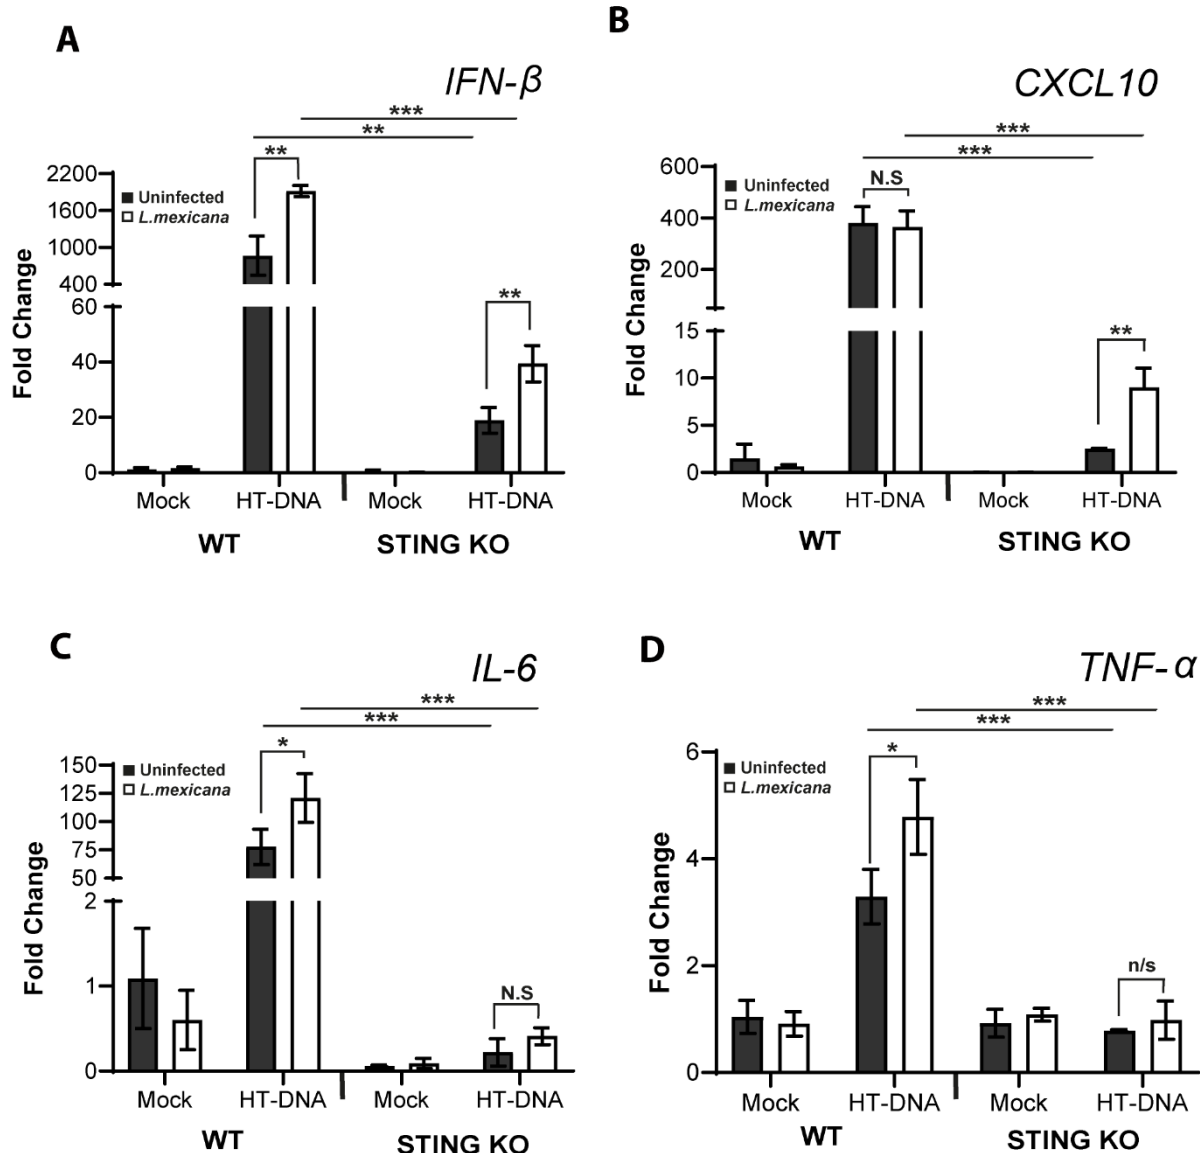 A
IFN-β
***
**
**
2200
1600
1000
400
60
40
20
0
Fold Change
Uninfected
L.mexicana
**
Mock
HT-DNA
Mock
HT-DNA
WT
STING KO
B
CXCL10
***
***
N.S
600
400
200
15
10
5
0
Fold Change
Uninfected
L.mexicana
**
Mock
HT-DNA
Mock
HT-DNA
WT
STING KO
C
IL-6
***
***
*
150
125
100
75
50
2
1
0
Fold Change
Uninfected
L.mexicana
N.S
Mock
HT-DNA
Mock
HT-DNA
WT
STING KO
D
TNF-α
***
***
*
6
4
2
0
Fold Change
Uninfected
L.mexicana
n/s
Mock
HT-DNA
Mock
HT-DNA
WT
STING KO